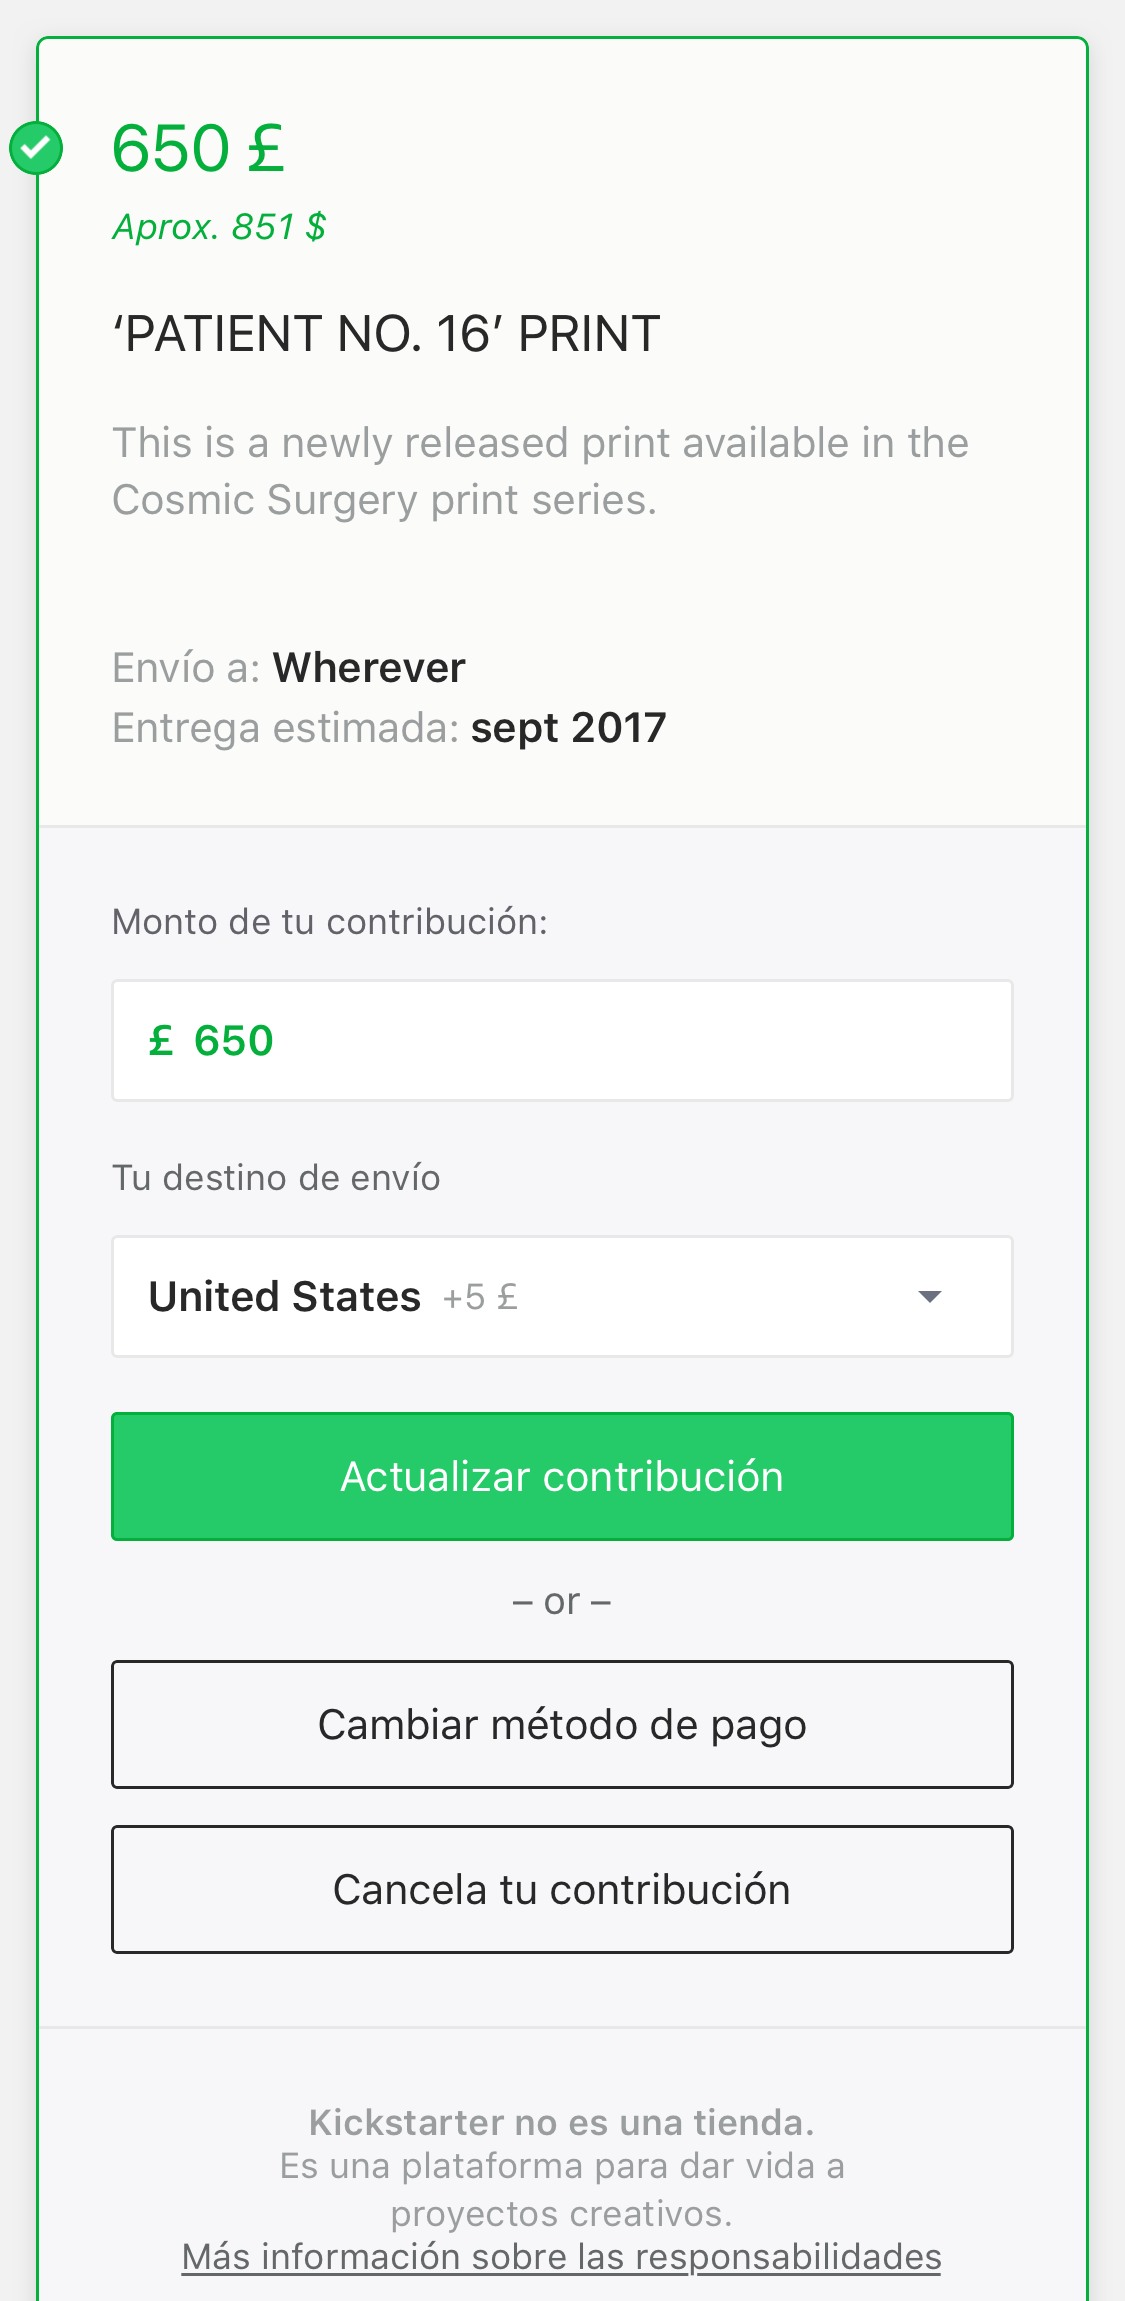 650 £
Aprox. 851 $
‘PATIENT NO. 16’ PRINT
This is a newly released print available in the
Cosmic Surgery print series.
Envío a: Wherever
Entrega estimada: sept 2017
Monto de tu contribución:
£ 650
Tu destino de envío
United States +5 £
Actualizar contribución
– or –
Cambiar método de pago
Cancela tu contribución
Kickstarter no es una tienda.
Es una plataforma para dar vida a
proyectos creativos.
Más información sobre las responsabilidades